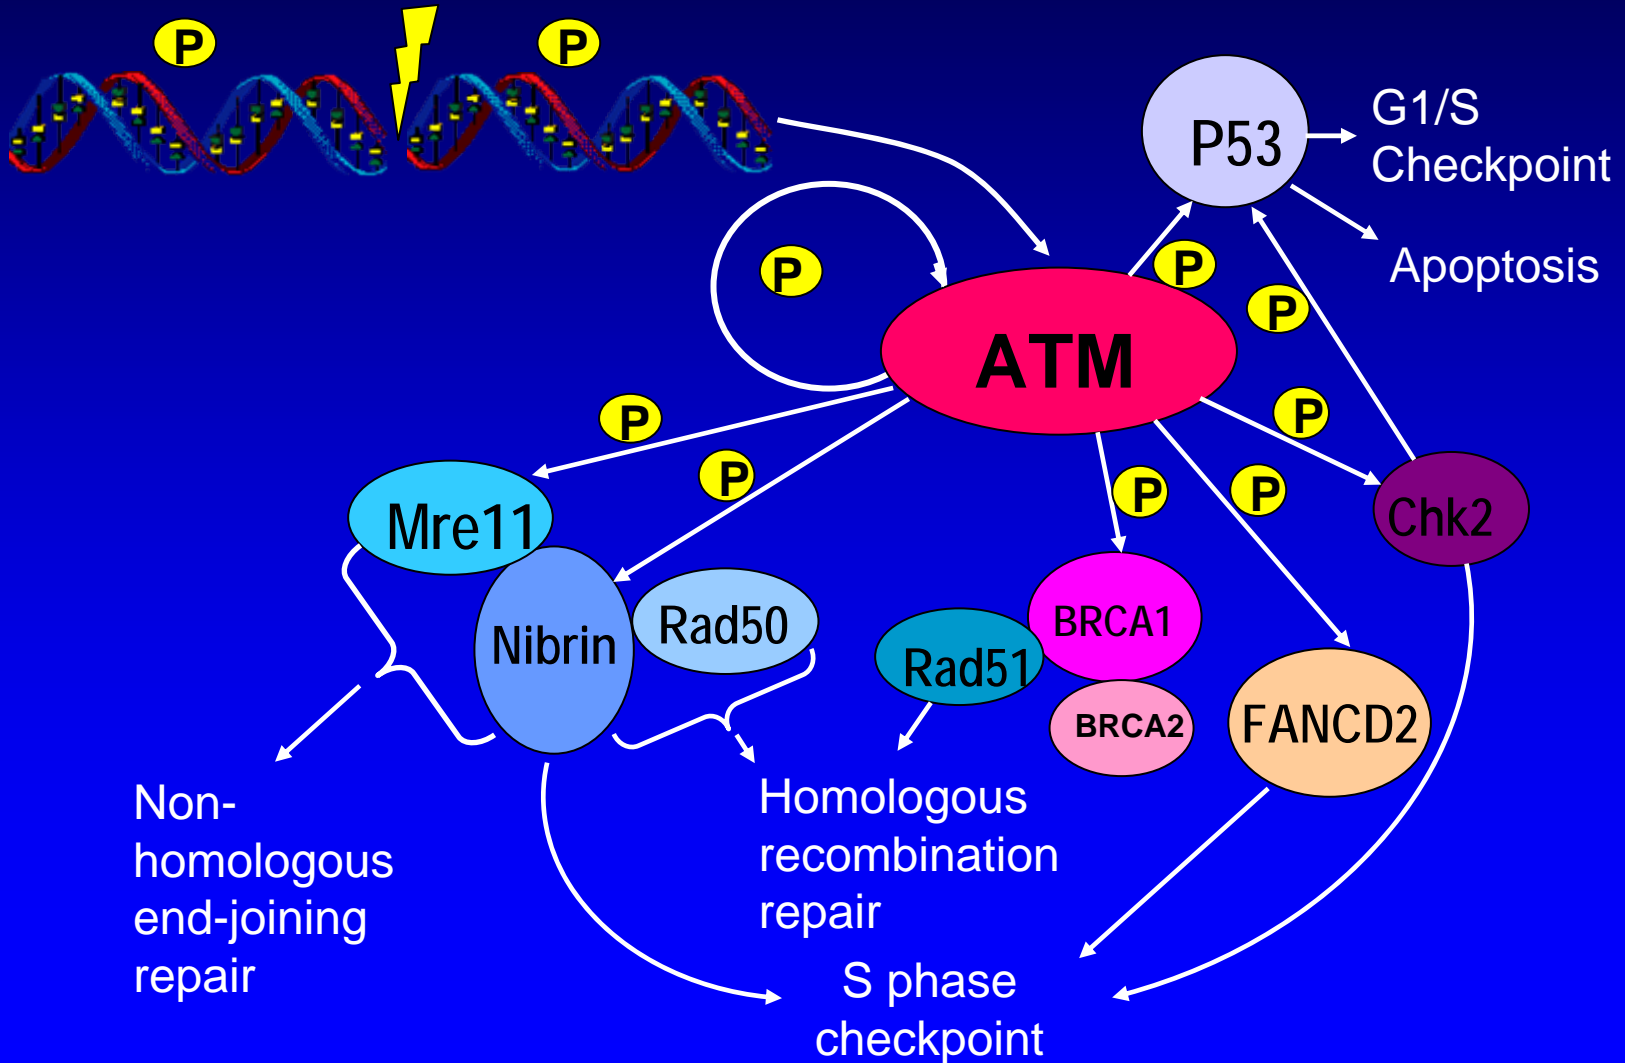 P
P
P53
G1/S
Checkpoint
Apoptosis
P
P
P
ATM
P
P
P
P
P
Mre11
Chk2
Nibrin
Rad50
Rad51
BRCA1
BRCA2
FANCD2
Non-
homologous
end-joining
repair
Homologous
recombination
repair
S phase
checkpoint